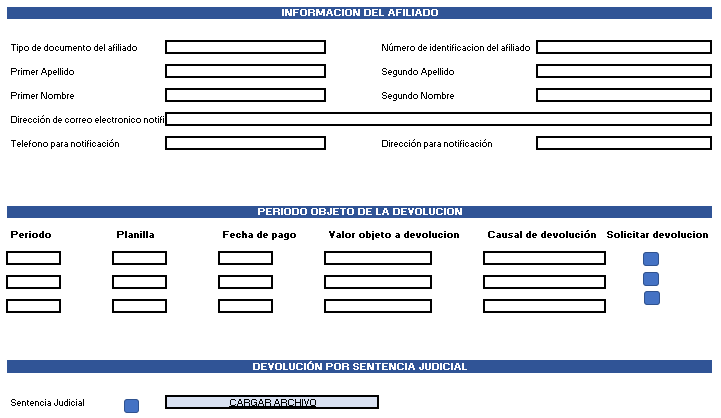 INFORMACION DEL AFILIADO
Tipo de documento del afiliado Número de identificacion del afiliado
Primer Apellido Segundo Apellido
Primer Nombre Segundo Nombre
Dirección de correo electronico notifi
Telefono para notificación Dirección para notificación
PERIODO OBJETO DE LA DEVOLUCION
Periodo Planilla Fecha de pago Valor objeto a devolucion Causal de devolución Solicitar devolucion
DEVOLUCIÓN POR SENTENCIA JUDICIAL
Sentencia Judicial CARGAR ARCHIVO